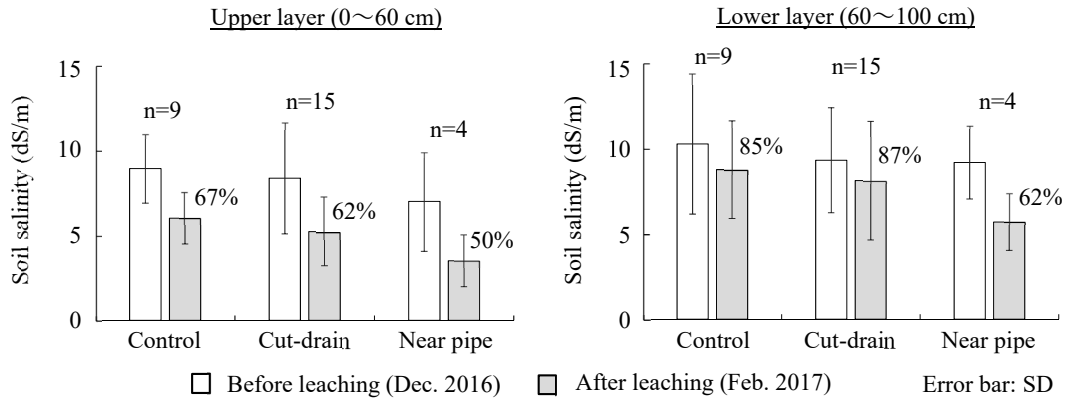 Upper layer (0～60 cm)
Lower layer (60～100 cm)
Soil salinity (dS/m)
15
10
5
0
n=9
n=15
n=4
67%
62%
50%
Control
Cut-drain
Near pipe
Soil salinity (dS/m)
15
10
5
0
n=9
n=15
n=4
85%
87%
62%
Control
Cut-drain
Near pipe
Before leaching (Dec. 2016)
After leaching (Feb. 2017)
Error bar: SD